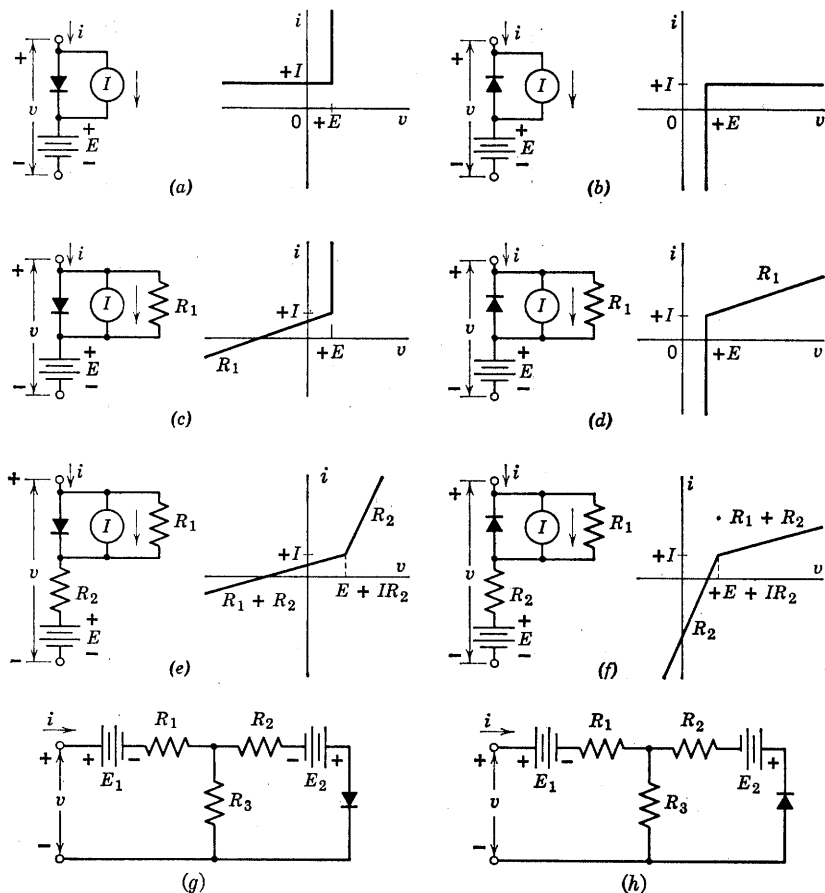 i
+
v
I
E
+
−
−
i
+I
0
+E
v
(a)
i
+
v
I
E
+
−
−
i
+I
0
+E
v
(b)
i
+
v
I
R1
E
+
−
−
i
+I
+E
v
R1
(c)
i
+
v
I
R1
E
+
−
−
i
R1
+I
0
+E
v
(d)
i
+
v
I
R1
R2
E
+
−
−
i
R2
+I
v
R1 + R2
E + IR2
(e)
i
+
v
I
R1
R2
E
+
−
−
i
R1 + R2
+I
v
+E + IR2
R2
(f)
i
R1
R2
+
+
−
−
+
E1
E2
v
R3
−
(g)
i
R1
R2
+
+
−
−
+
E1
E2
v
R3
−
(h)